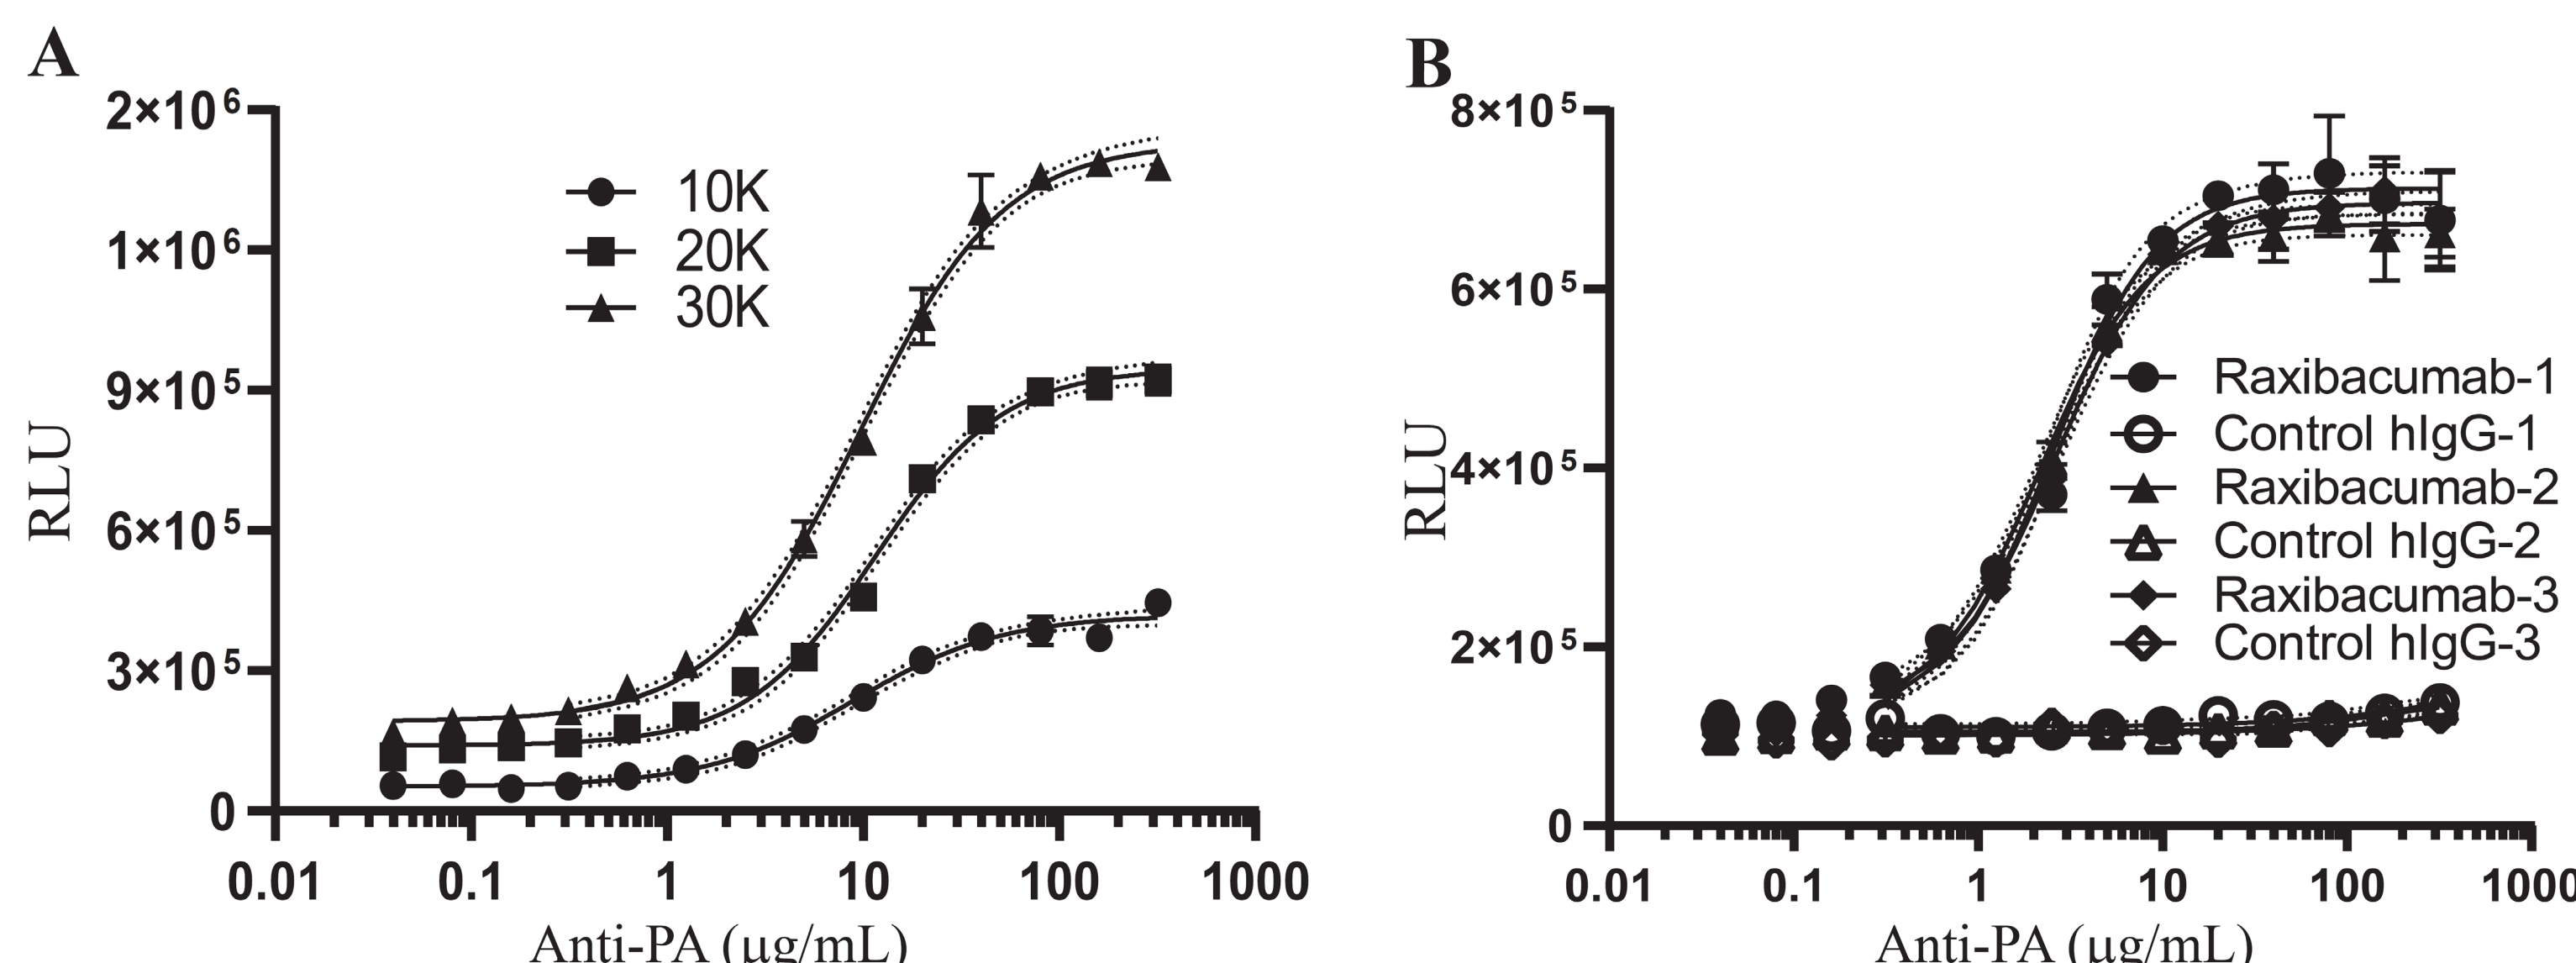 A
2×10⁶
1×10⁶
9×10⁵
6×10⁵
3×10⁵
0
RLU
10K
20K
30K
0.01 0.1 1 10 100 1000
Anti-PA (µg/mL)
B
8×10⁵
6×10⁵
4×10⁵
2×10⁵
0
RLU
Raxibacumab-1
Control hIgG-1
Raxibacumab-2
Control hIgG-2
Raxibacumab-3
Control hIgG-3
0.01 0.1 1 10 100 1000
Anti-PA (µg/mL)